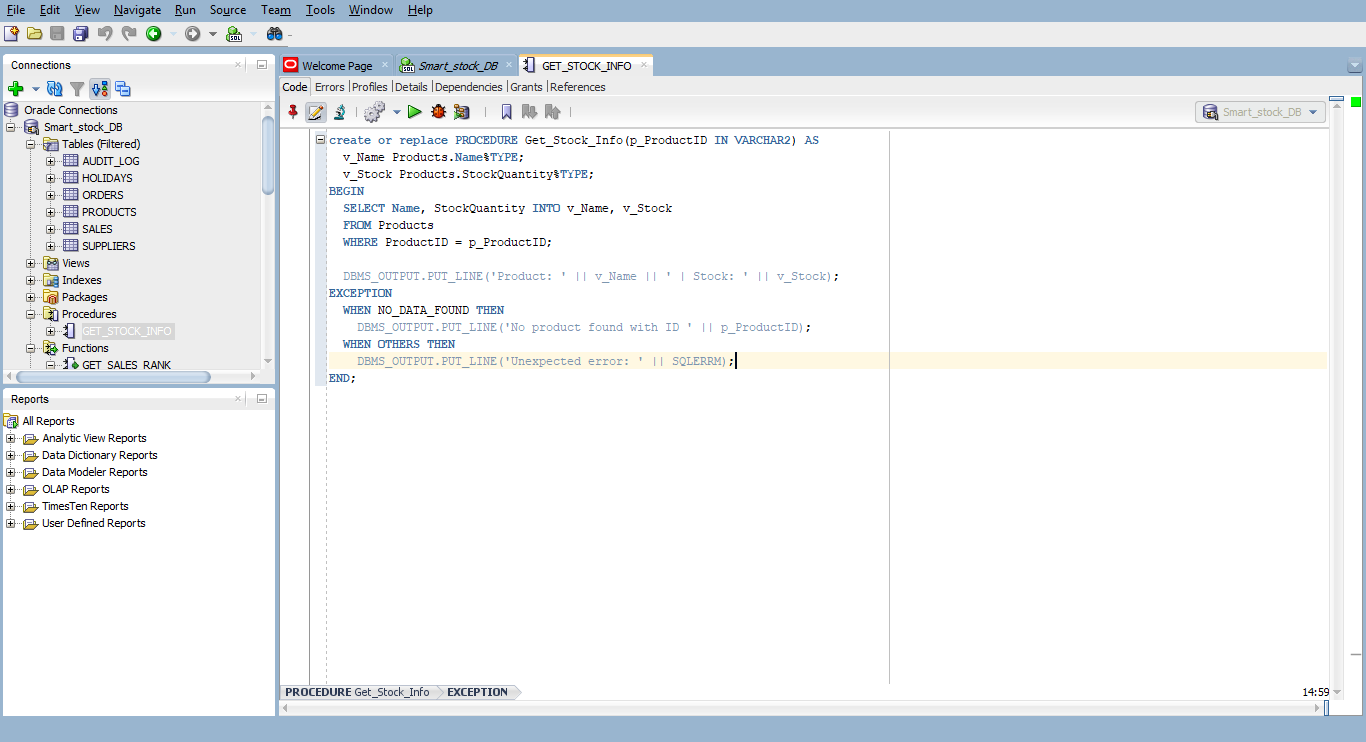 File Edit View Navigate Run Source Team Tools Window Help
Connections
Oracle Connections
Smart_stock_DB
Tables (Filtered)
AUDIT_LOG
HOLIDAYS
ORDERS
PRODUCTS
SALES
SUPPLIERS
Views
Indexes
Packages
Procedures
GET_STOCK_INFO
Functions
GET_SALES_RANK
Reports
All Reports
Analytic View Reports
Data Dictionary Reports
Data Modeler Reports
OLAP Reports
TimesTen Reports
User Defined Reports
Welcome Page Smart_stock_DB GET_STOCK_INFO
Code Errors Profiles Details Dependencies Grants References
Smart_stock_DB
create or replace PROCEDURE Get_Stock_Info(p_ProductID IN VARCHAR2) AS
  v_Name Products.Name%TYPE;
  v_Stock Products.StockQuantity%TYPE;
BEGIN
  SELECT Name, StockQuantity INTO v_Name, v_Stock
  FROM Products
  WHERE ProductID = p_ProductID;
  DBMS_OUTPUT.PUT_LINE('Product: ' || v_Name || ' | Stock: ' || v_Stock);
EXCEPTION
  WHEN NO_DATA_FOUND THEN
    DBMS_OUTPUT.PUT_LINE('No product found with ID ' || p_ProductID);
  WHEN OTHERS THEN
    DBMS_OUTPUT.PUT_LINE('Unexpected error: ' || SQLERRM);
END;
PROCEDURE Get_Stock_Info EXCEPTION
14:59